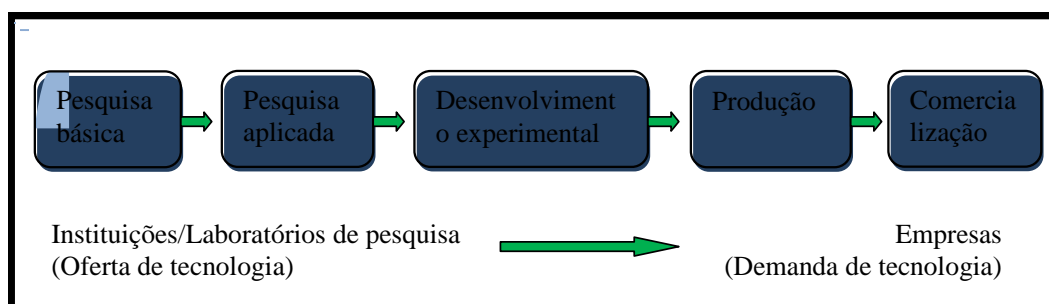 Pesquisa
básica
Pesquisa
aplicada
Desenvolviment
o experimental
Produção
Comercia
lização
Instituições/Laboratórios de pesquisa
(Oferta de tecnologia)
Empresas
(Demanda de tecnologia)